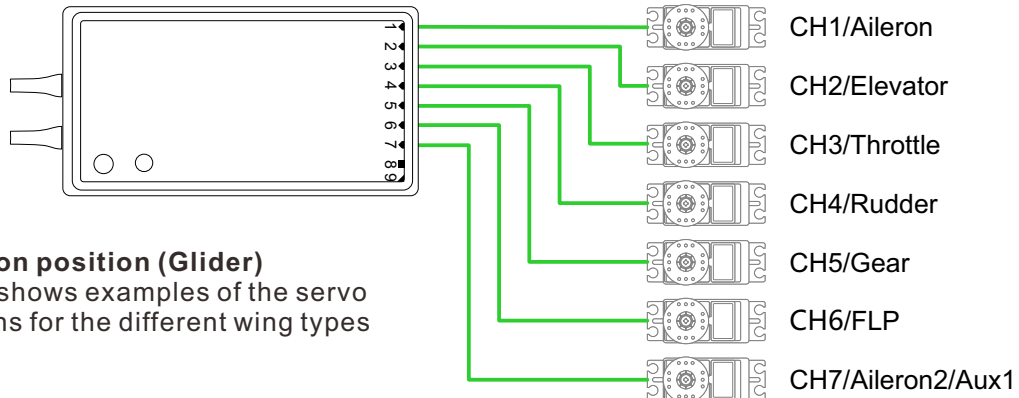 1
2
3
4
5
6
7
8
9
CH1/Aileron
CH2/Elevator
CH3/Throttle
CH4/Rudder
CH5/Gear
CH6/FLP
CH7/Aileron2/Aux1
on position (Glider)
shows examples of the servo
ns for the different wing types